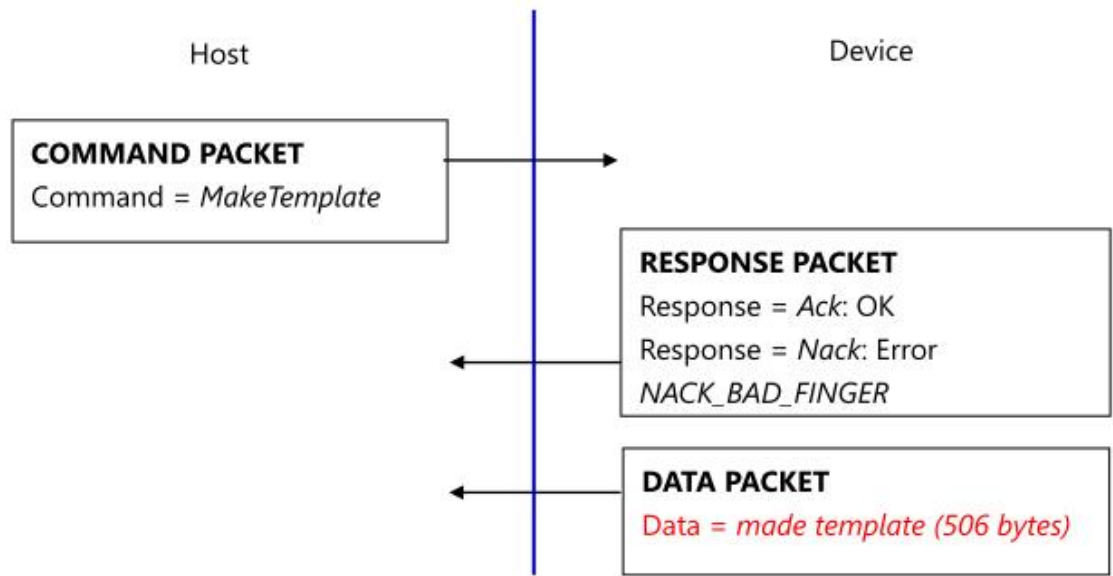 Host
Device
COMMAND PACKET
Command = MakeTemplate
RESPONSE PACKET
Response = Ack: OK
Response = Nack: Error
NACK_BAD_FINGER
DATA PACKET
Data = made template (506 bytes)